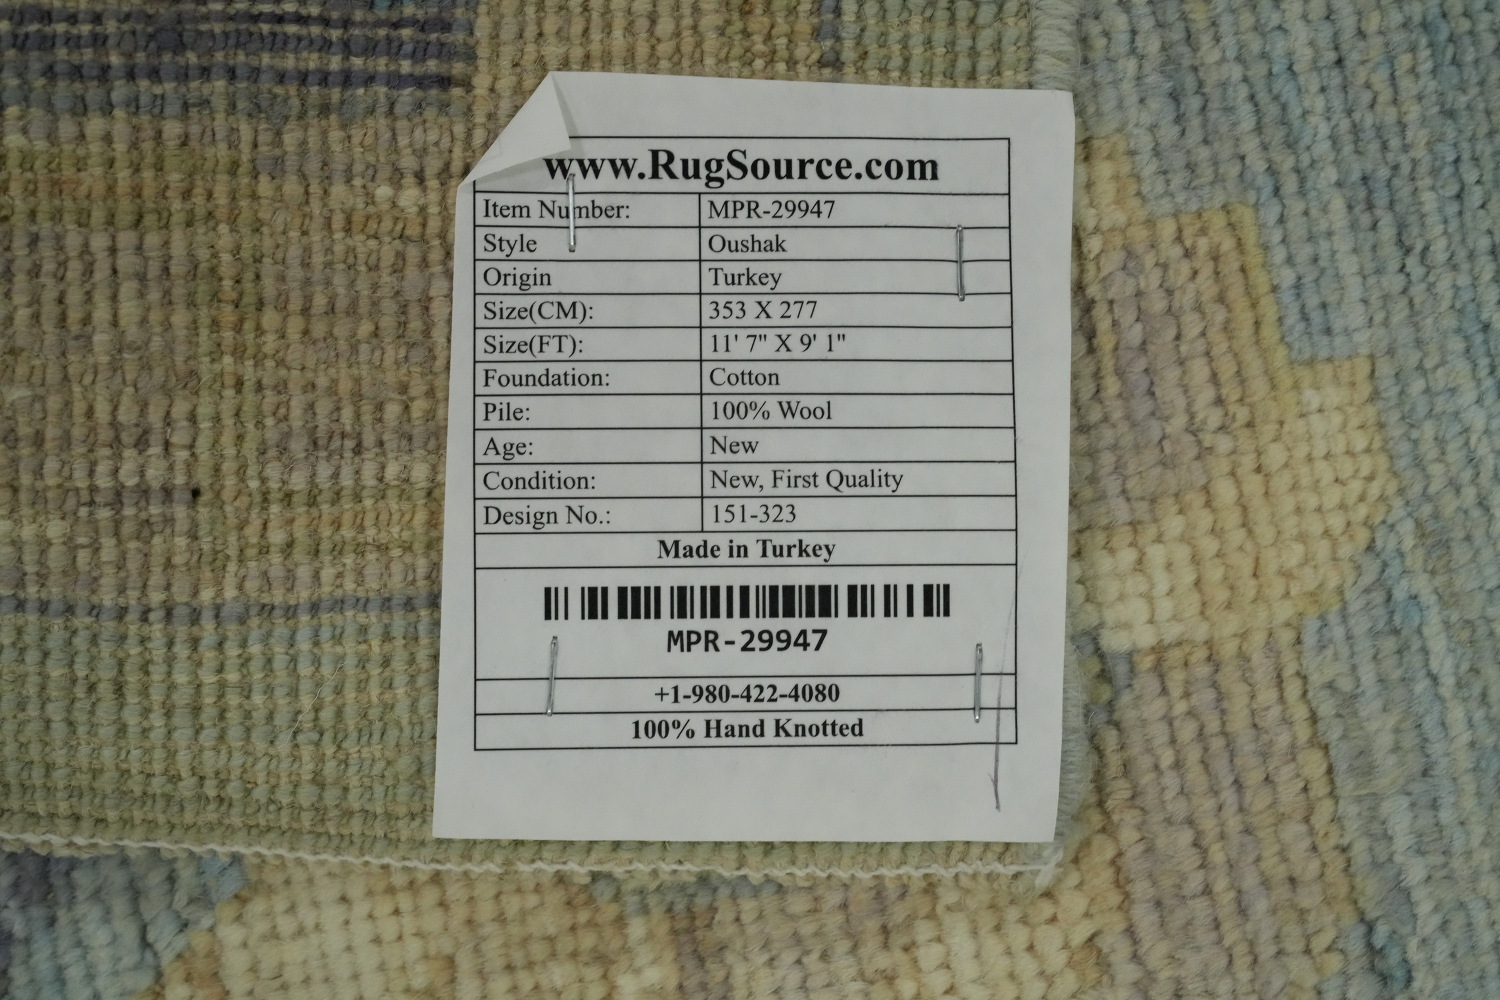 www.RugSource.com
Item Number: MPR-29947
Style Oushak
Origin Turkey
Size(CM): 353 X 277
Size(FT): 11' 7" X 9' 1"
Foundation: Cotton
Pile: 100% Wool
Age: New
Condition: New, First Quality
Design No.: 151-323
Made in Turkey
MPR-29947
+1-980-422-4080
100% Hand Knotted